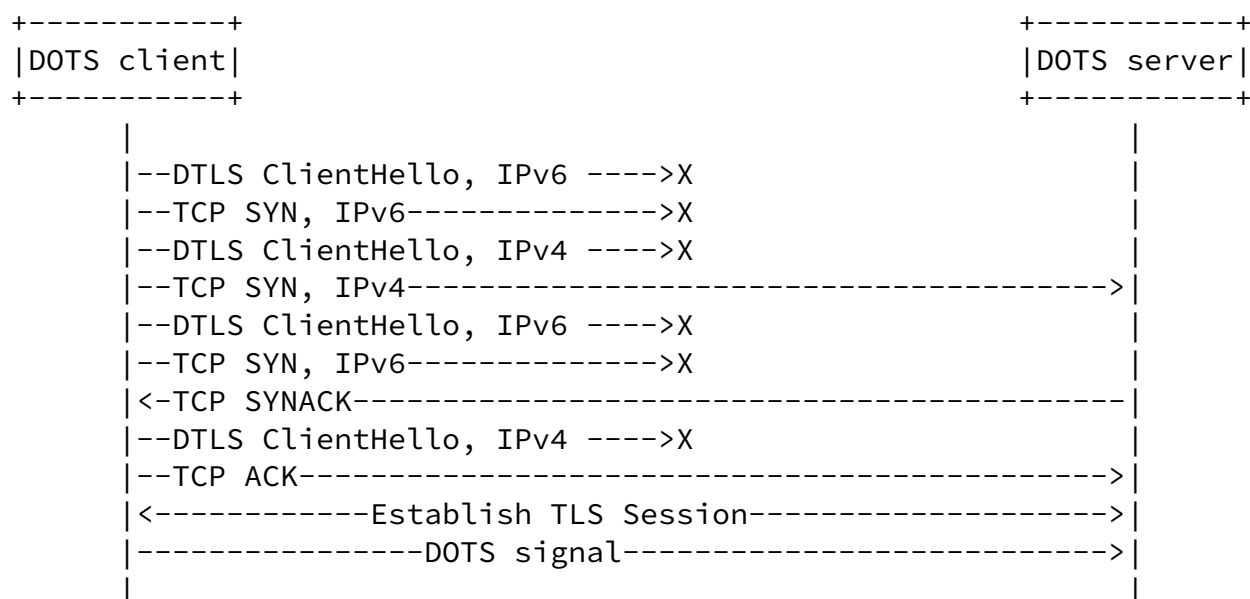 +-----------+                                         +-----------+
|DOTS client|                                         |DOTS server|
+-----------+                                         +-----------+
      |                                                      |
      |--DTLS ClientHello, IPv6 ---->X                       |
      |--TCP SYN, IPv6-------------->X                       |
      |--DTLS ClientHello, IPv4 ---->X                       |
      |--TCP SYN, IPv4--------------------------------------->|
      |--DTLS ClientHello, IPv6 ---->X                       |
      |--TCP SYN, IPv6-------------->X                       |
      |<-TCP SYNACK-------------------------------------------|
      |--DTLS ClientHello, IPv4 ---->X                       |
      |--TCP ACK--------------------------------------------->|
      |<------------Establish TLS Session-------------------->|
      |----------------DOTS signal--------------------------->|
      |                                                      |